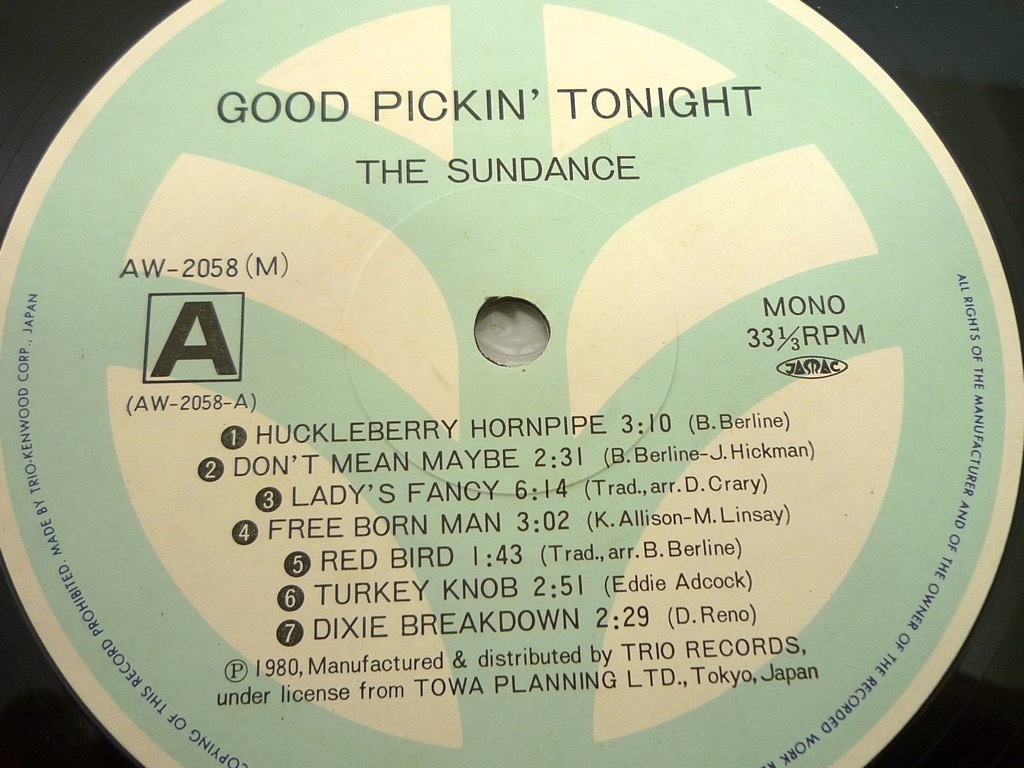 GOOD PICKIN' TONIGHT
THE SUNDANCE
AW-2058(M)
A
(AW-2058-A)
MONO
33⅓RPM
JASRAC
1 HUCKLEBERRY HORNPIPE 3:10 (B.Berline)
2 DON'T MEAN MAYBE 2:31 (B.Berline-J.Hickman)
3 LADY'S FANCY 6:14 (Trad.,arr.D.Crary)
4 FREE BORN MAN 3:02 (K.Allison-M.Linsay)
5 RED BIRD 1:43 (Trad.,arr.B.Berline)
6 TURKEY KNOB 2:51 (Eddie Adcock)
7 DIXIE BREAKDOWN 2:29 (D.Reno)
Ⓟ 1980, Manufactured & distributed by TRIO RECORDS,
under license from TOWA PLANNING LTD., Tokyo, Japan
ALL RIGHTS OF THE MANUFACTURER AND OF THE OWNER OF THE RECORDED WORK
COPYING OF THIS RECORD PROHIBITED. MADE BY TRIO-KENWOOD CORP., JAPAN